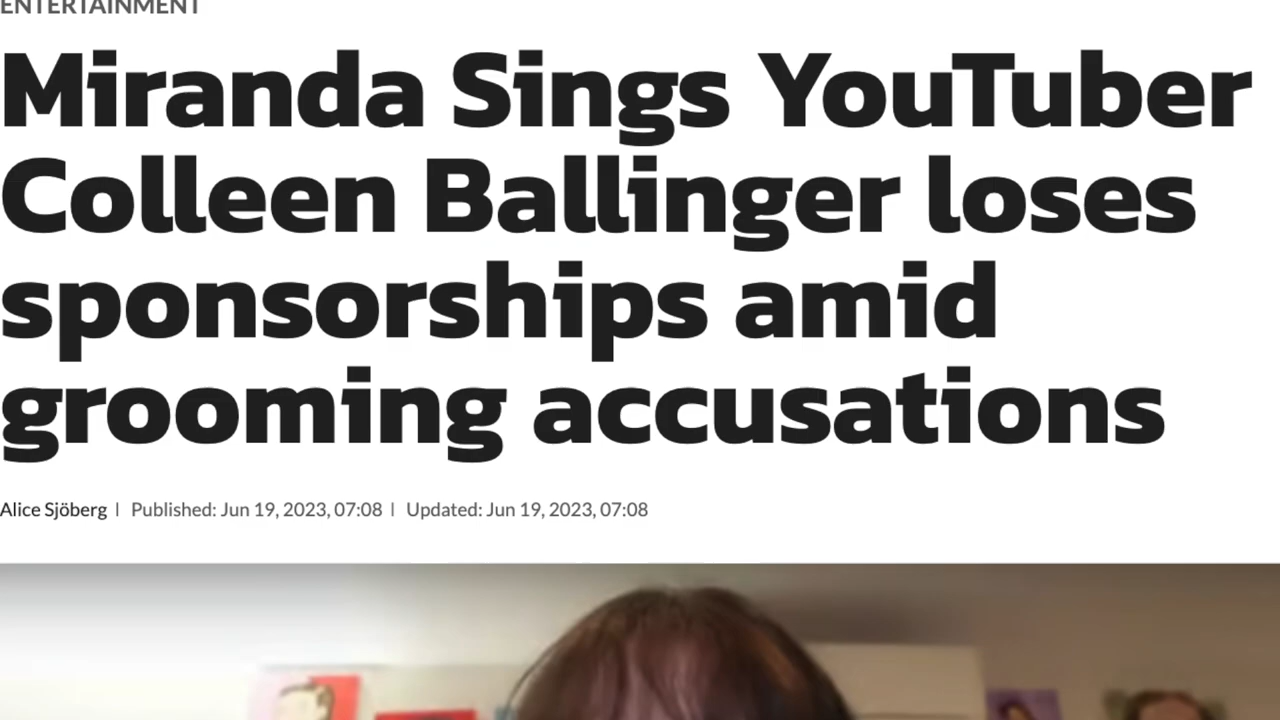 ENTERTAINMENT
Miranda Sings YouTuber
Colleen Ballinger loses
sponsorships amid
grooming accusations
Alice Sjöberg | Published: Jun 19, 2023, 07:08 | Updated: Jun 19, 2023, 07:08